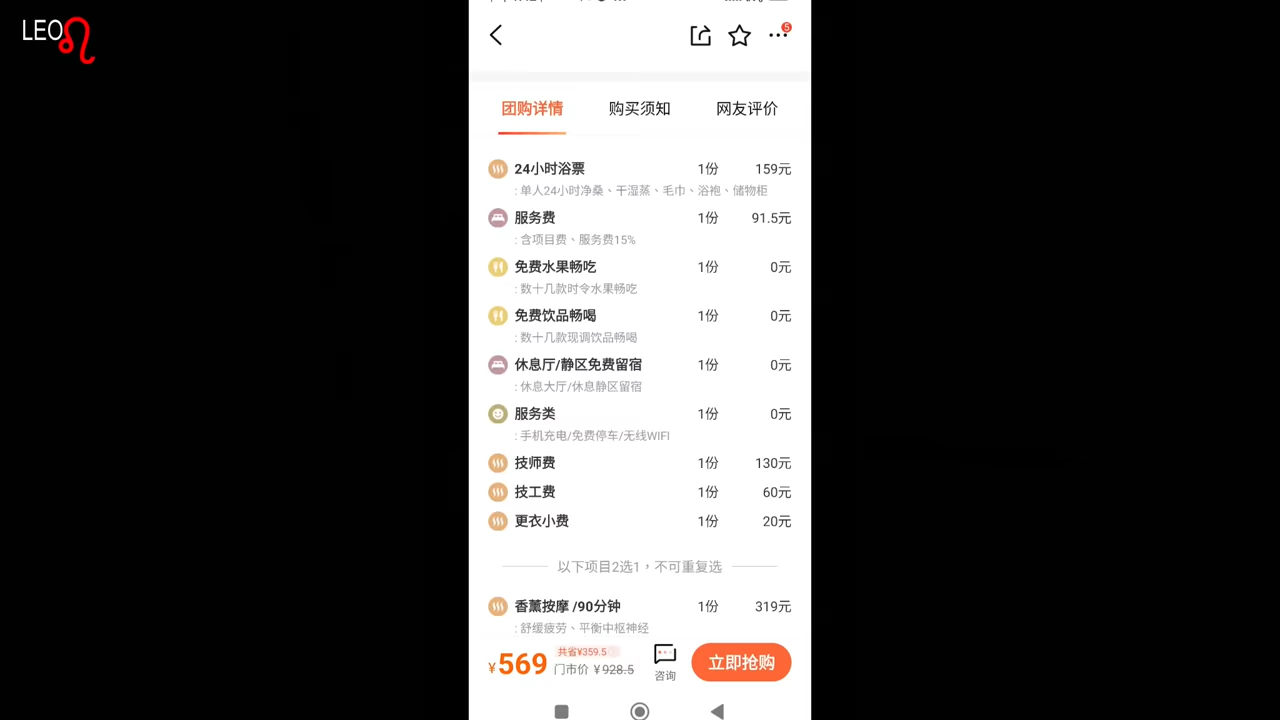 LEO
5
团购详情 购买须知 网友评价
24小时浴票 1份 159元
: 单人24小时净桑、干湿蒸、毛巾、浴袍、储物柜
服务费 1份 91.5元
: 含项目费、服务费15%
免费水果畅吃 1份 0元
: 数十几款时令水果畅吃
免费饮品畅喝 1份 0元
: 数十几款现调饮品畅喝
休息厅/静区免费留宿 1份 0元
: 休息大厅/休息静区留宿
服务类 1份 0元
: 手机充电/免费停车/无线WIFI
技师费 1份 130元
技工费 1份 60元
更衣小费 1份 20元
以下项目2选1，不可重复选
香薰按摩 /90分钟 1份 319元
: 舒缓疲劳、平衡中枢神经
共省¥359.5
¥569 门市价 ¥928.5
咨询
立即抢购